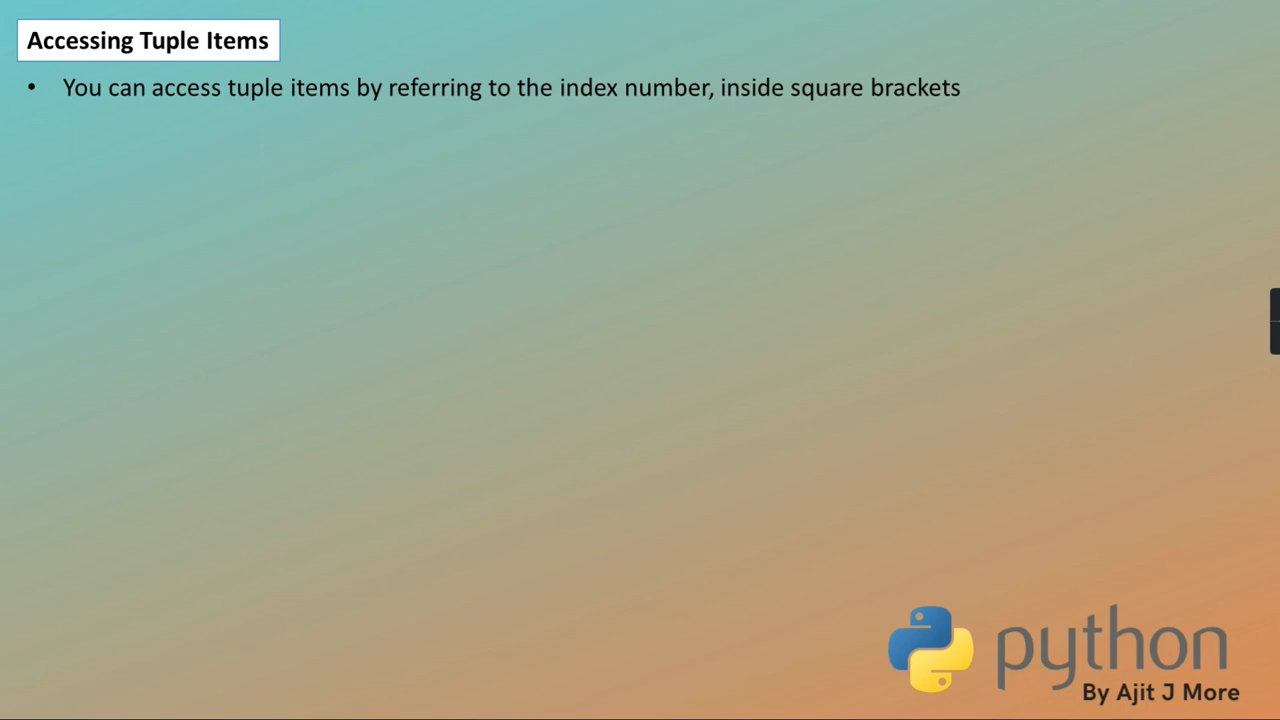 Accessing Tuple Items
• You can access tuple items by referring to the index number, inside square brackets
python
By Ajit J More